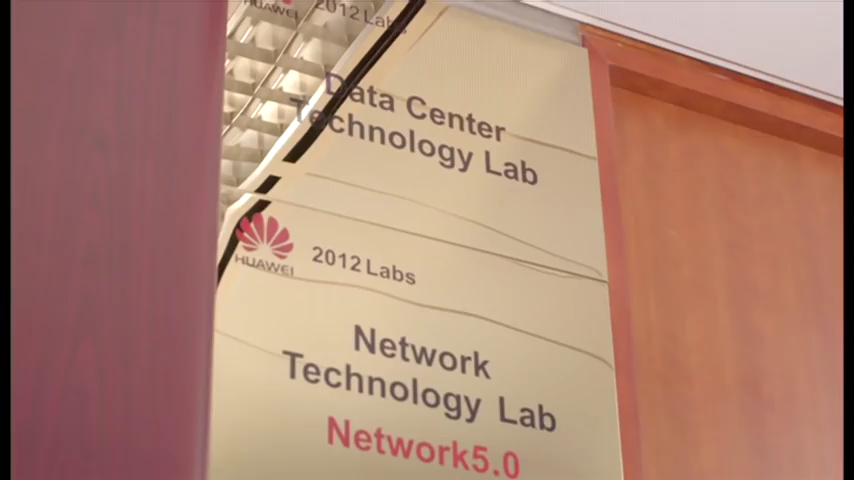 HUAWEI
2012 Labs
Data Center
Technology Lab
HUAWEI
2012 Labs
Network
Technology Lab
Network5.0